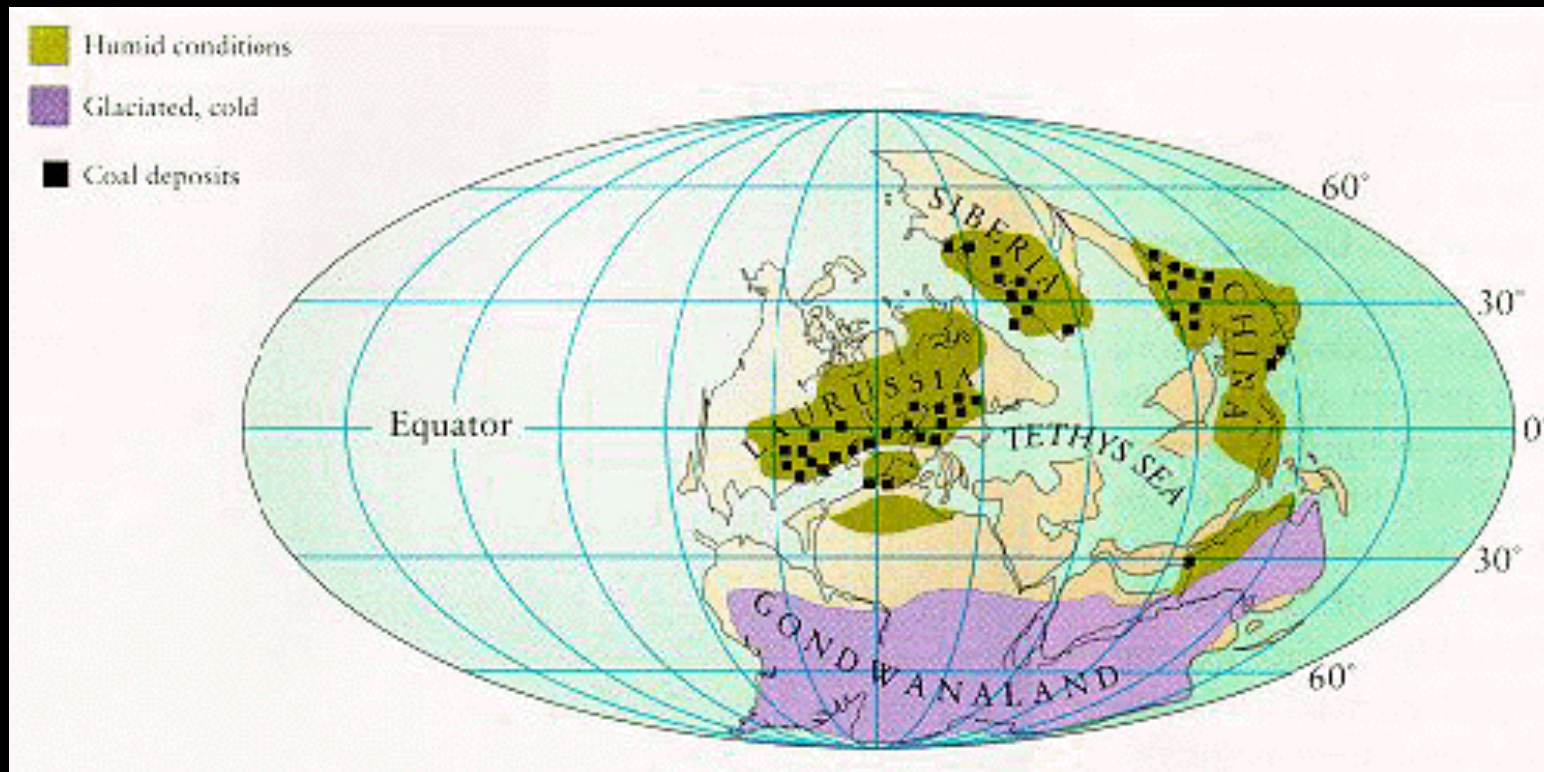 Humid conditions
Glaciated, cold
Coal deposits
60°
SIBERIA
30°
CHINA
LAURUSSIA
Equator
TETHYS SEA
0°
30°
GONDWANALAND
60°